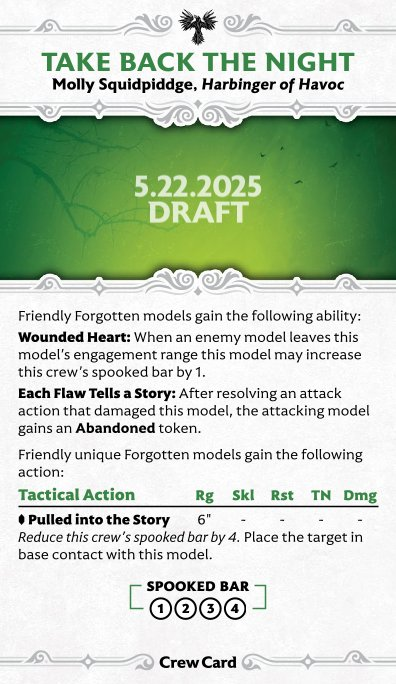 TAKE BACK THE NIGHT
Molly Squidpiddge, Harbinger of Havoc
5.22.2025
DRAFT
Friendly Forgotten models gain the following ability:
Wounded Heart: When an enemy model leaves this
model's engagement range this model may increase
this crew's spooked bar by 1.
Each Flaw Tells a Story: After resolving an attack
action that damaged this model, the attacking model
gains an Abandoned token.
Friendly unique Forgotten models gain the following
action:
Tactical Action Rg Skl Rst TN Dmg
Pulled into the Story 6" - - - -
Reduce this crew's spooked bar by 4. Place the target in
base contact with this model.
SPOOKED BAR
1 2 3 4
Crew Card